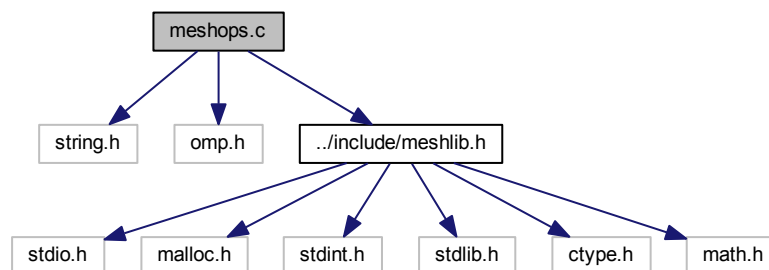 meshops.c
string.h
omp.h
../include/meshlib.h
stdio.h
malloc.h
stdint.h
stdlib.h
ctype.h
math.h